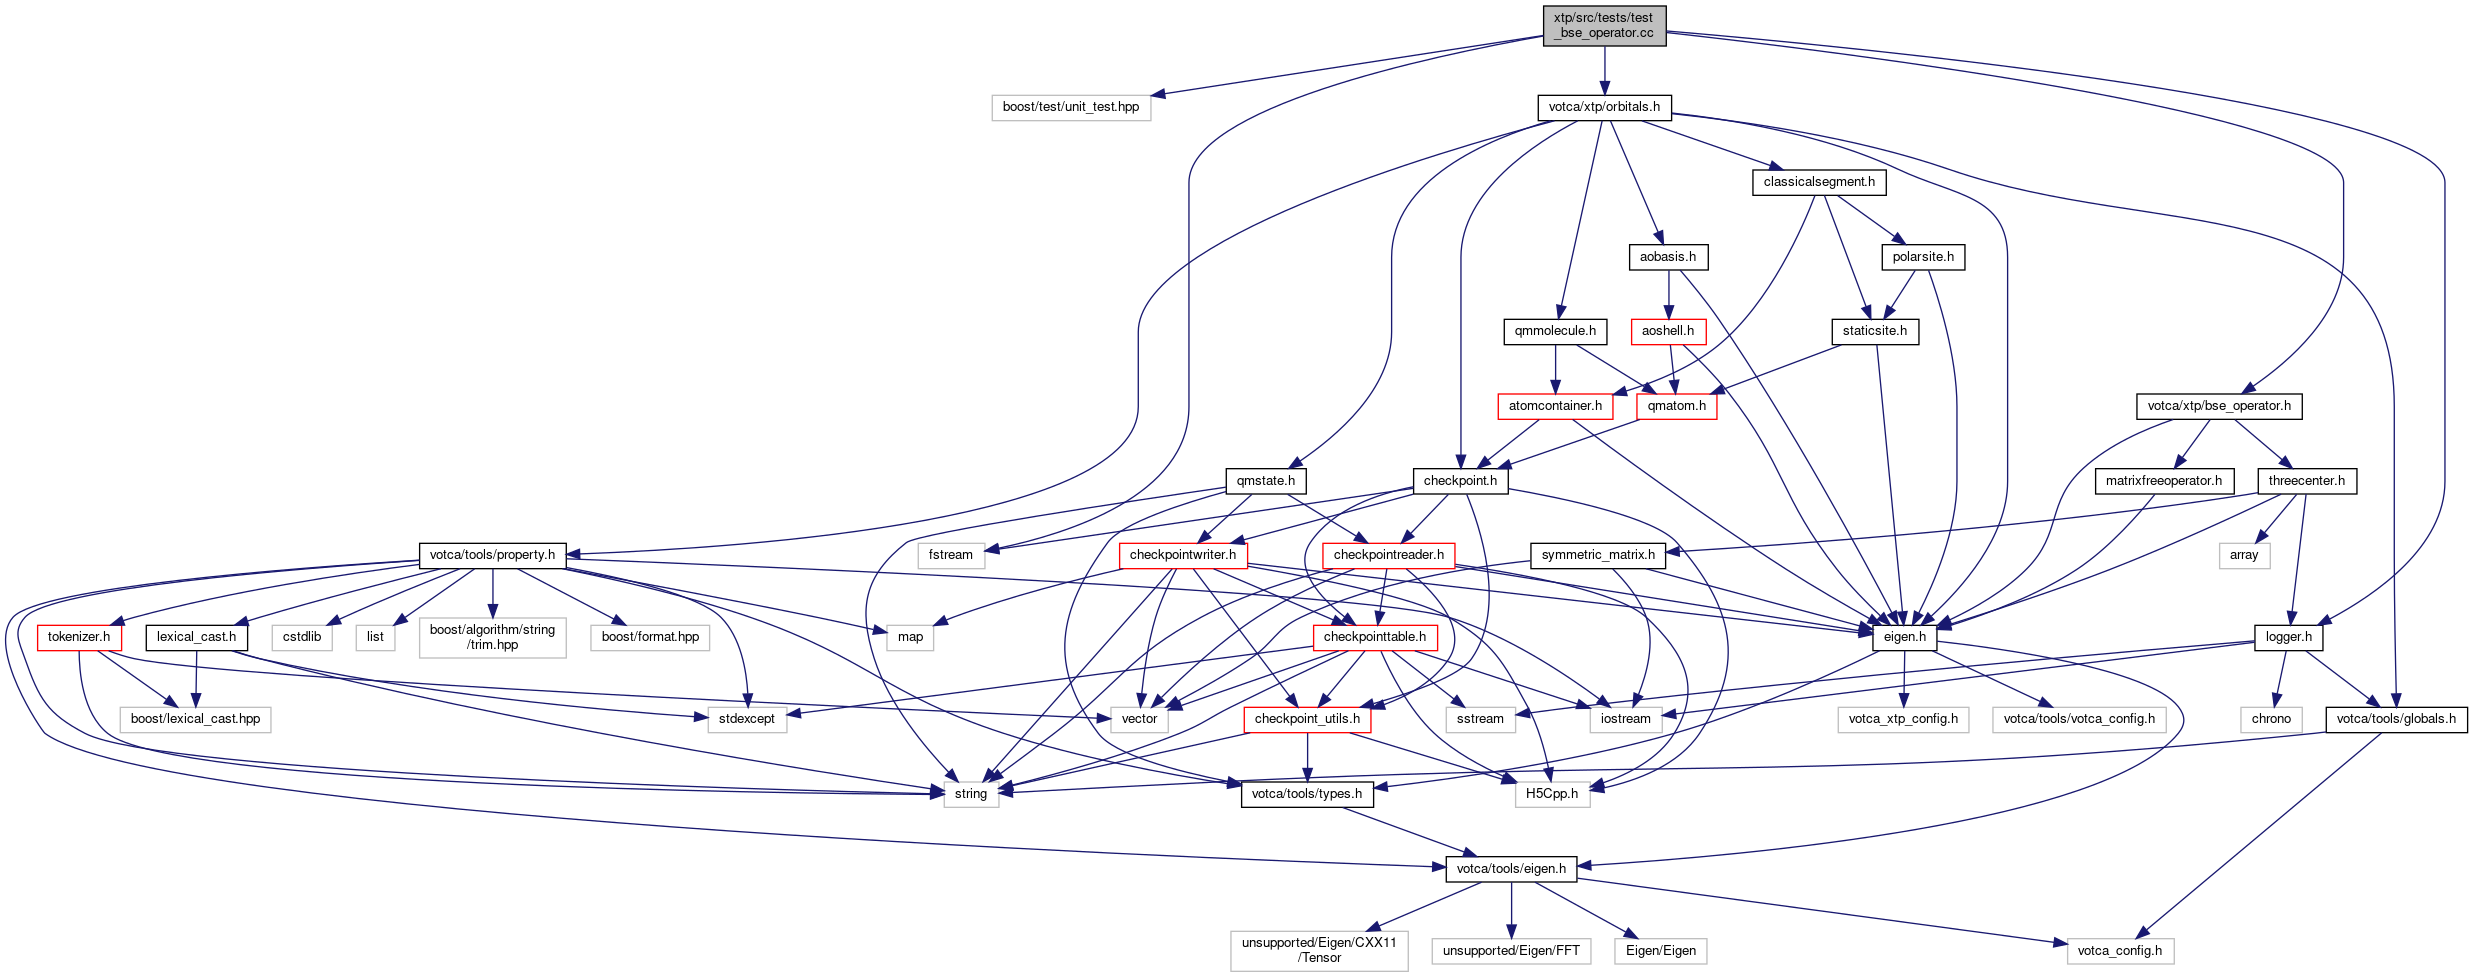 xtp/src/tests/test
_bse_operator.cc
boost/test/unit_test.hpp
votca/xtp/orbitals.h
classicalsegment.h
aobasis.h
polarsite.h
qmmolecule.h
aoshell.h
staticsite.h
atomcontainer.h
qmatom.h
votca/xtp/bse_operator.h
qmstate.h
checkpoint.h
matrixfreeoperator.h
threecenter.h
votca/tools/property.h
fstream
checkpointwriter.h
checkpointreader.h
symmetric_matrix.h
array
tokenizer.h
lexical_cast.h
cstdlib
list
boost/algorithm/string
/trim.hpp
boost/format.hpp
map
checkpointtable.h
eigen.h
logger.h
boost/lexical_cast.hpp
stdexcept
vector
checkpoint_utils.h
sstream
iostream
votca_xtp_config.h
votca/tools/votca_config.h
chrono
votca/tools/globals.h
string
votca/tools/types.h
H5Cpp.h
votca/tools/eigen.h
unsupported/Eigen/CXX11
/Tensor
unsupported/Eigen/FFT
Eigen/Eigen
votca_config.h